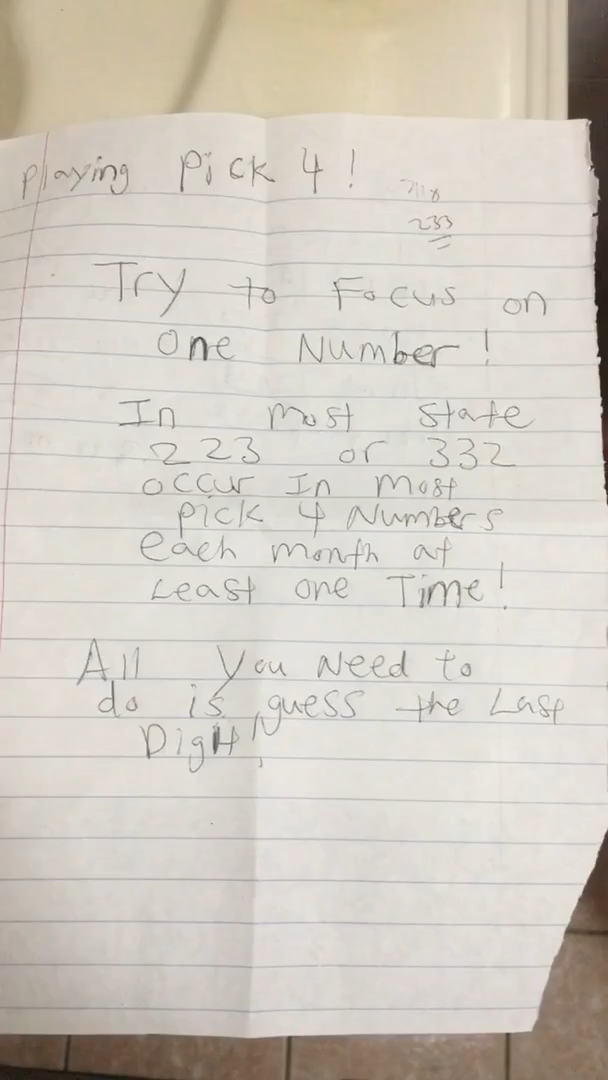 Playing Pick 4!
233
Try to Focus on
One Number!
In most state
223 or 332
occur In most
Pick 4 Numbers
each month at
Least one Time!
All You Need to
do is guess the Last
Digit!